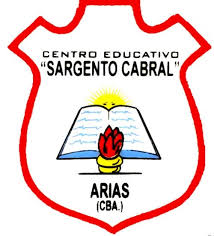 CENTRO EDUCATIVO
"SARGENTO CABRAL"
ARIAS
(CBA.)